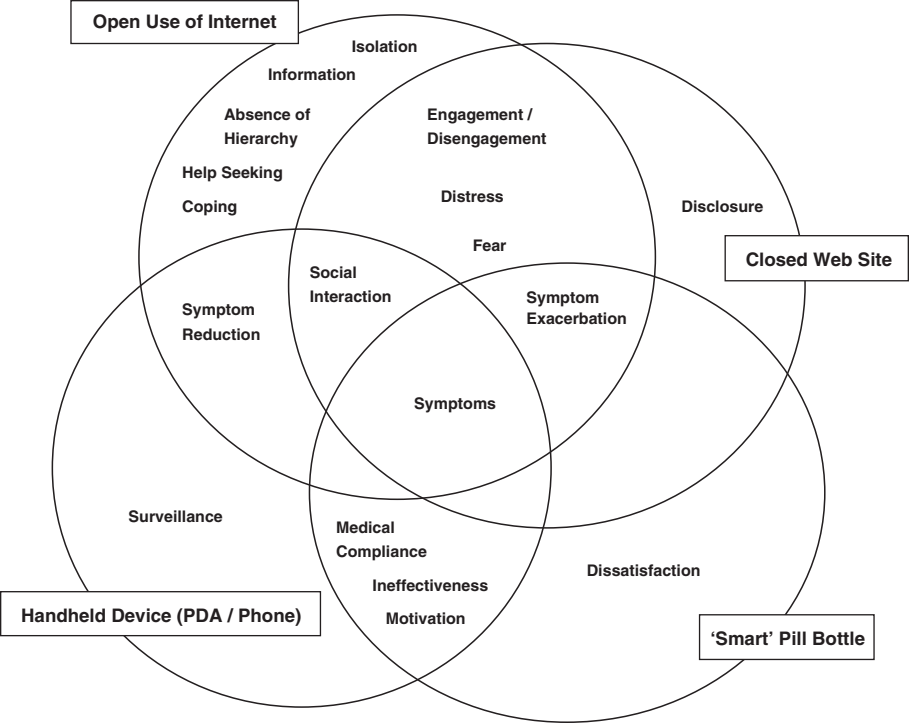 Open Use of Internet
Isolation
Information
Absence of
Hierarchy
Help Seeking
Coping
Engagement /
Disengagement
Distress
Fear
Disclosure
Closed Web Site
Social
Interaction
Symptom
Exacerbation
Symptom
Reduction
Symptoms
Surveillance
Medical
Compliance
Ineffectiveness
Motivation
Dissatisfaction
Handheld Device (PDA / Phone)
‘Smart’ Pill Bottle